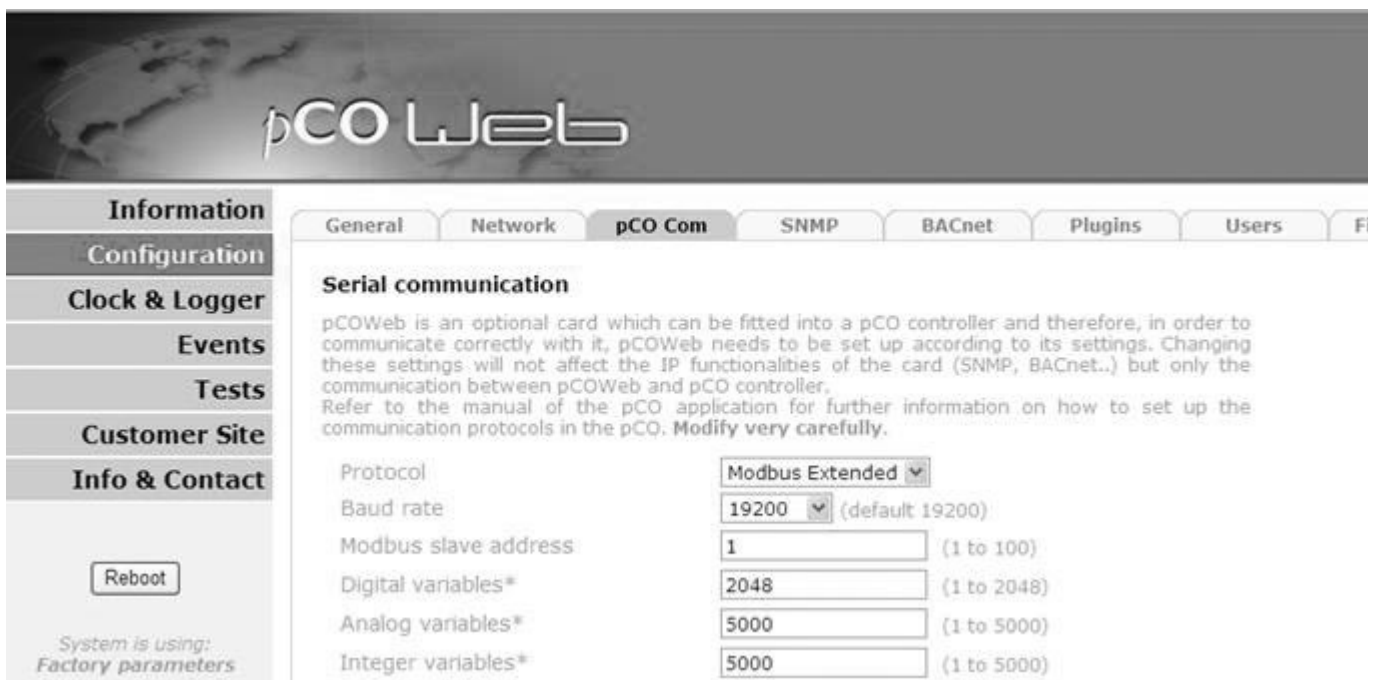 pCO Web
Information
Configuration
Clock & Logger
Events
Tests
Customer Site
Info & Contact
Reboot
System is using:
Factory parameters
General Network pCO Com SNMP BACnet Plugins Users
Serial communication
pCOWeb is an optional card which can be fitted into a pCO controller and therefore, in order to
communicate correctly with it, pCOWeb needs to be set up according to its settings. Changing
these settings will not affect the IP functionalities of the card (SNMP, BACnet..) but only the
communication between pCOWeb and pCO controller.
Refer to the manual of the pCO application for further information on how to set up the
communication protocols in the pCO. Modify very carefully.
Protocol Modbus Extended
Baud rate 19200 (default 19200)
Modbus slave address 1 (1 to 100)
Digital variables* 2048 (1 to 2048)
Analog variables* 5000 (1 to 5000)
Integer variables* 5000 (1 to 5000)